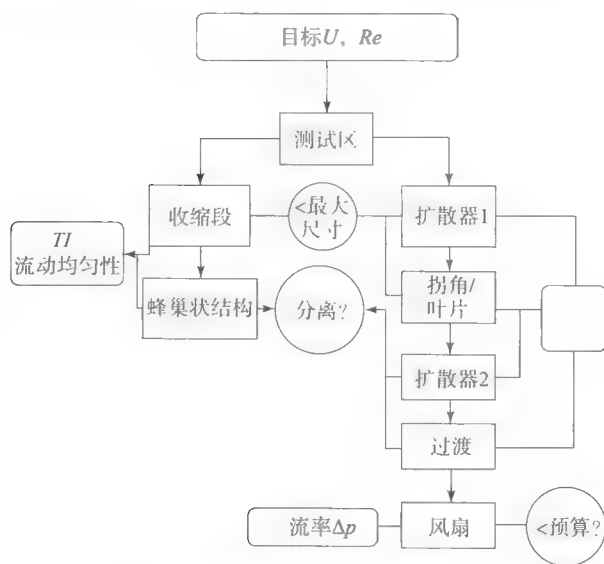 目标U，Re
测试区
收缩段
<最大
尺寸
扩散器1
TI
流动均匀性
蜂巢状结构
分离?
拐角/
叶片
扩散器2
过渡
流率Δp
风扇
<预算?